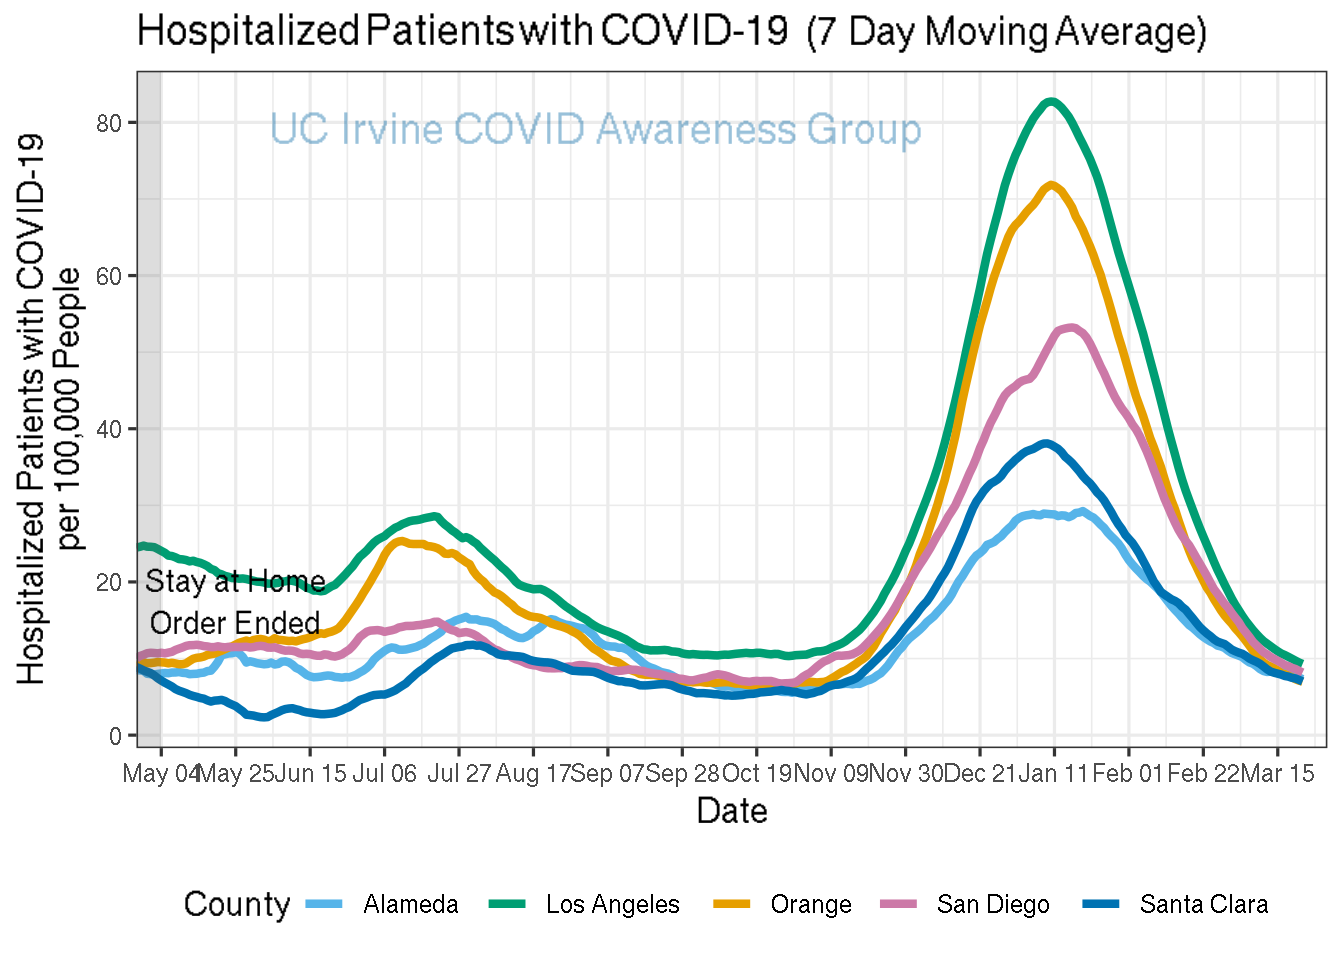 Hospitalized Patients with COVID-19 (7 Day Moving Average)
UC Irvine COVID Awareness Group
Hospitalized Patients with COVID-19
per 100,000 People
80
60
40
20
0
Stay at Home
Order Ended
May 04 May 25 Jun 15 Jul 06 Jul 27 Aug 17 Sep 07 Sep 28 Oct 19 Nov 09 Nov 30 Dec 21 Jan 11 Feb 01 Feb 22 Mar 15
Date
County Alameda Los Angeles Orange San Diego Santa Clara